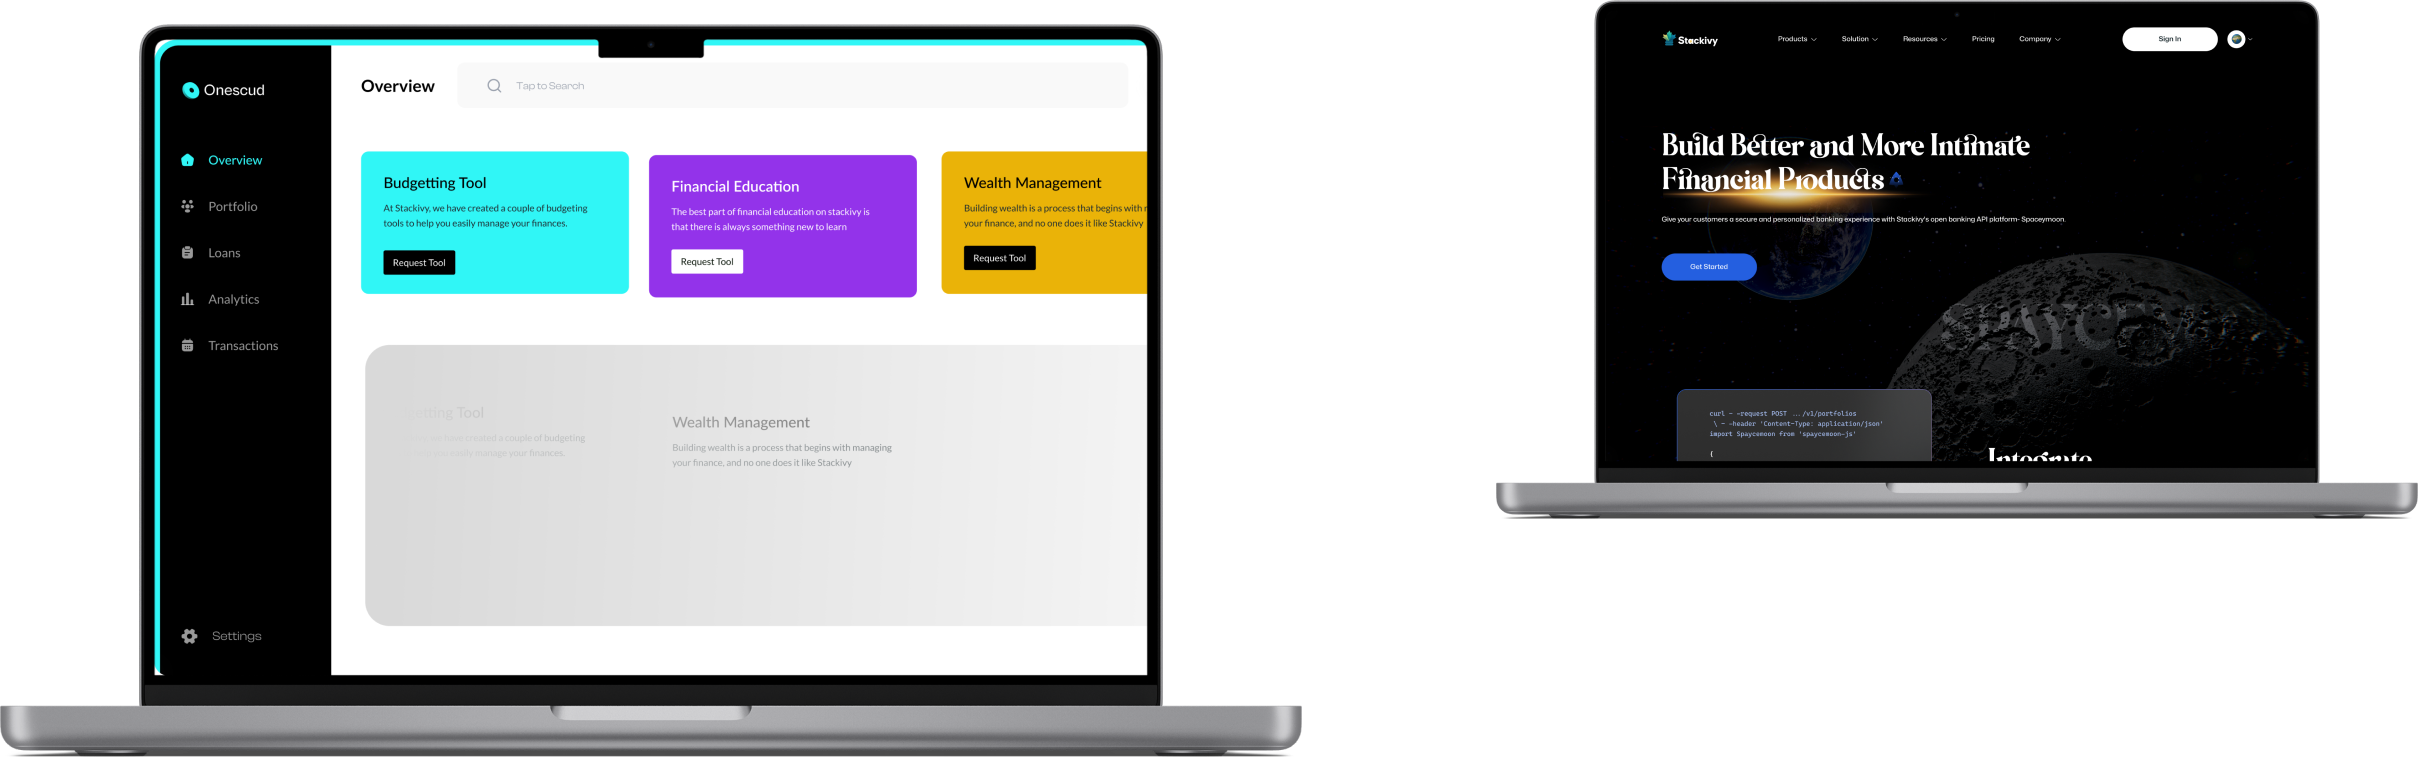 Onescud
Overview
Portfolio
Loans
Analytics
Transactions
Settings
Overview
Tap to Search
Budgetting Tool
At Stackivy, we have created a couple of budgeting
tools to help you easily manage your finances.
Request Tool
Financial Education
The best part of financial education on stackivy is
that there is always something new to learn
Request Tool
Wealth Management
Building wealth is a process that begins with
your finance, and no one does it like Stackivy
Request Tool
Tool
have created a couple of budgeting
easily manage your finances.
Wealth Management
Building wealth is a process that begins with managing
your finance, and no one does it like Stackivy
Stackivy
Products
Solution
Resources
Pricing
Company
Sign In
Build Better and More Intimate
Financial Products
Give your customers a secure and personalized banking experience with Stackivy's open banking API platform- Spaceymoon.
Get Started
curl - -request POST .../v1/portfolios
\ - -header 'Content-Type: application/json'
import Spaycemoon from 'spaycemoon-js'
{
Integrate